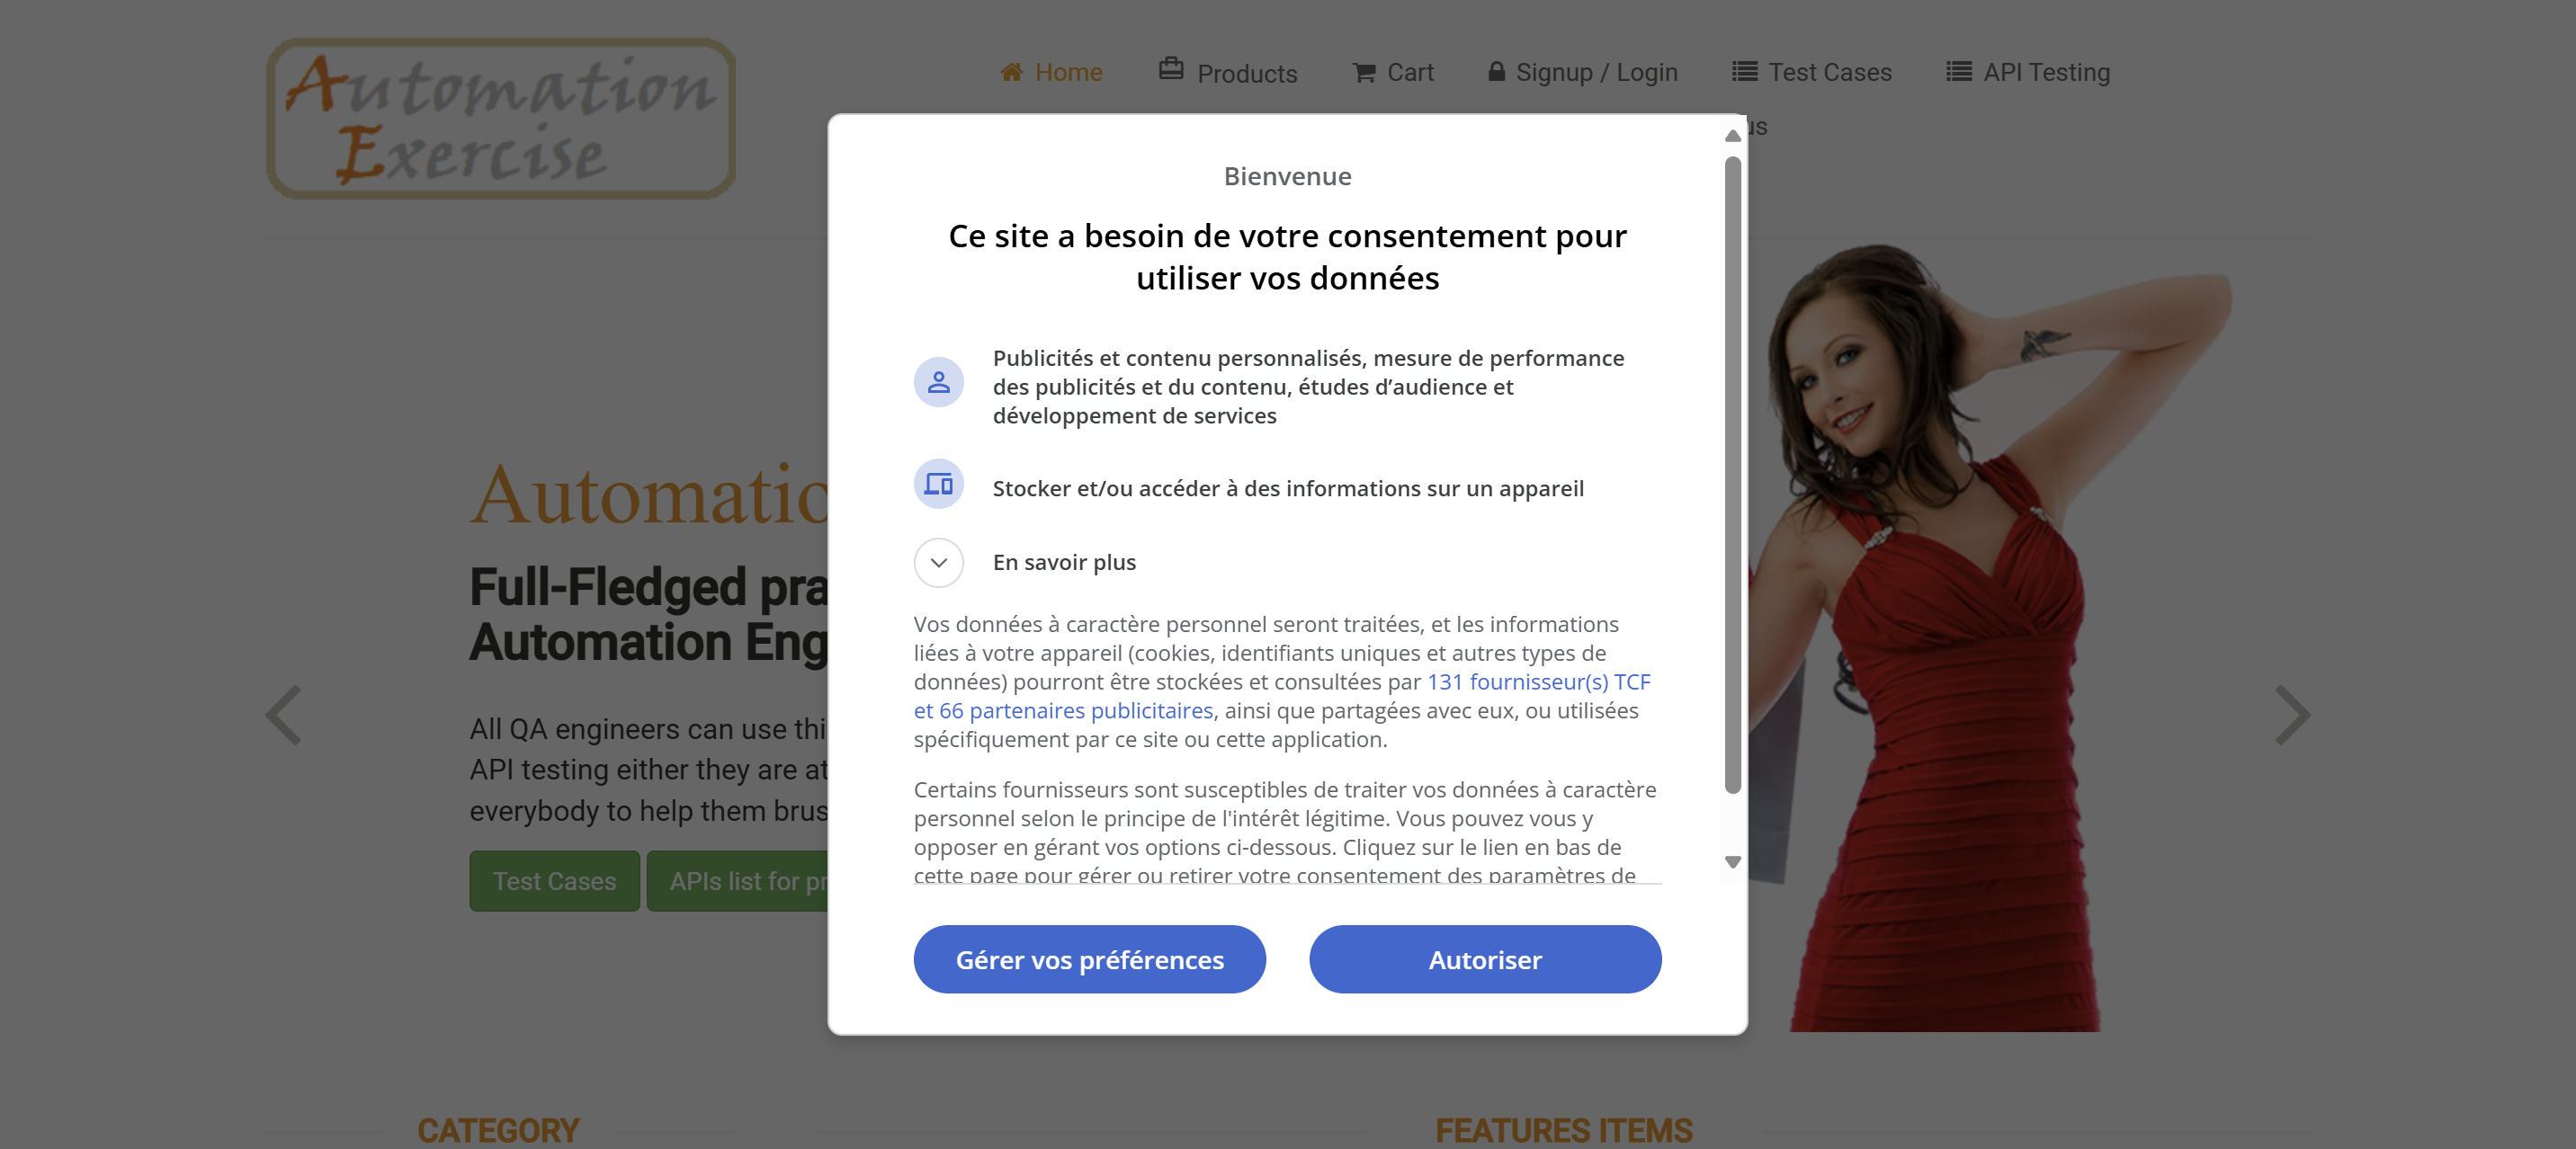 Automation
Exercise
Home
Products
Cart
Signup / Login
Test Cases
API Testing
us
Bienvenue
Ce site a besoin de votre consentement pour
utiliser vos données
Publicités et contenu personnalisés, mesure de performance
des publicités et du contenu, études d’audience et
développement de services
Stocker et/ou accéder à des informations sur un appareil
En savoir plus
Vos données à caractère personnel seront traitées, et les informations
liées à votre appareil (cookies, identifiants uniques et autres types de
données) pourront être stockées et consultées par 131 fournisseur(s) TCF
et 66 partenaires publicitaires, ainsi que partagées avec eux, ou utilisées
spécifiquement par ce site ou cette application.
Certains fournisseurs sont susceptibles de traiter vos données à caractère
personnel selon le principe de l'intérêt légitime. Vous pouvez vous y
opposer en gérant vos options ci-dessous. Cliquez sur le lien en bas de
cette page pour gérer ou retirer votre consentement des paramètres de
Gérer vos préférences
Autoriser
Automatio
Full-Fledged pra
Automation Eng
All QA engineers can use thi
API testing either they are at
everybody to help them brus
Test Cases
APIs list for pr
CATEGORY
FEATURES ITEMS